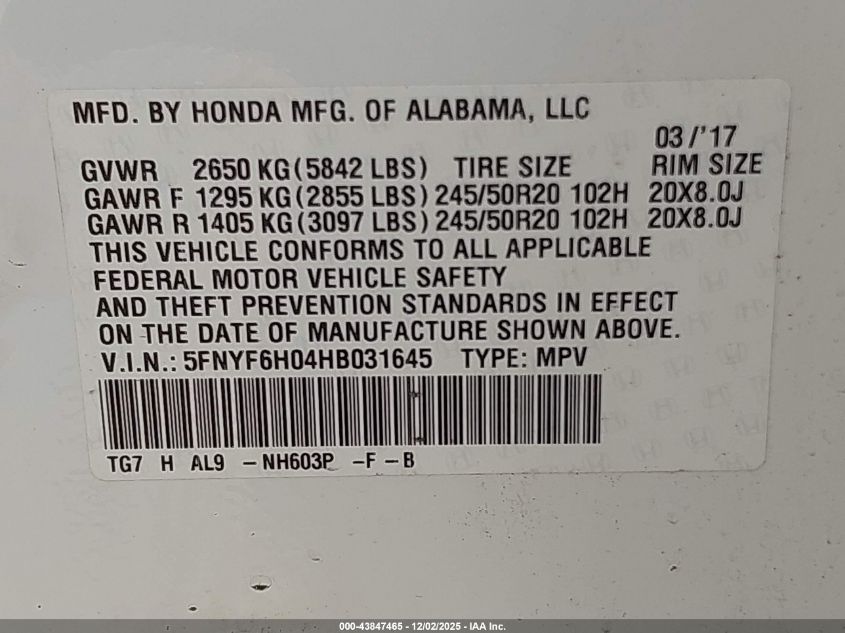 MFD. BY HONDA MFG. OF ALABAMA, LLC
03/'17
GVWR 2650 KG(5842 LBS) TIRE SIZE RIM SIZE
GAWR F 1295 KG(2855 LBS) 245/50R20 102H 20X8.0J
GAWR R 1405 KG(3097 LBS) 245/50R20 102H 20X8.0J
THIS VEHICLE CONFORMS TO ALL APPLICABLE
FEDERAL MOTOR VEHICLE SAFETY
AND THEFT PREVENTION STANDARDS IN EFFECT
ON THE DATE OF MANUFACTURE SHOWN ABOVE.
V.I.N.: 5FNYF6H04HB031645 TYPE: MPV
TG7 H AL9 -NH603P -F-B
000-43847465 - 12/02/2025 - IAA Inc.